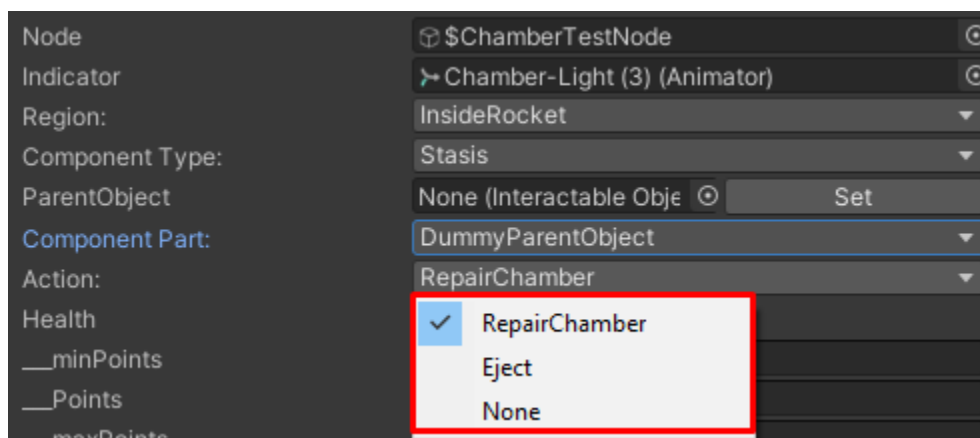 Node $ChamberTestNode
Indicator Chamber-Light (3) (Animator)
Region: InsideRocket
Component Type: Stasis
ParentObject None (Interactable Obje Set
Component Part: DummyParentObject
Action: RepairChamber
Health RepairChamber
__minPoints Eject
__Points None